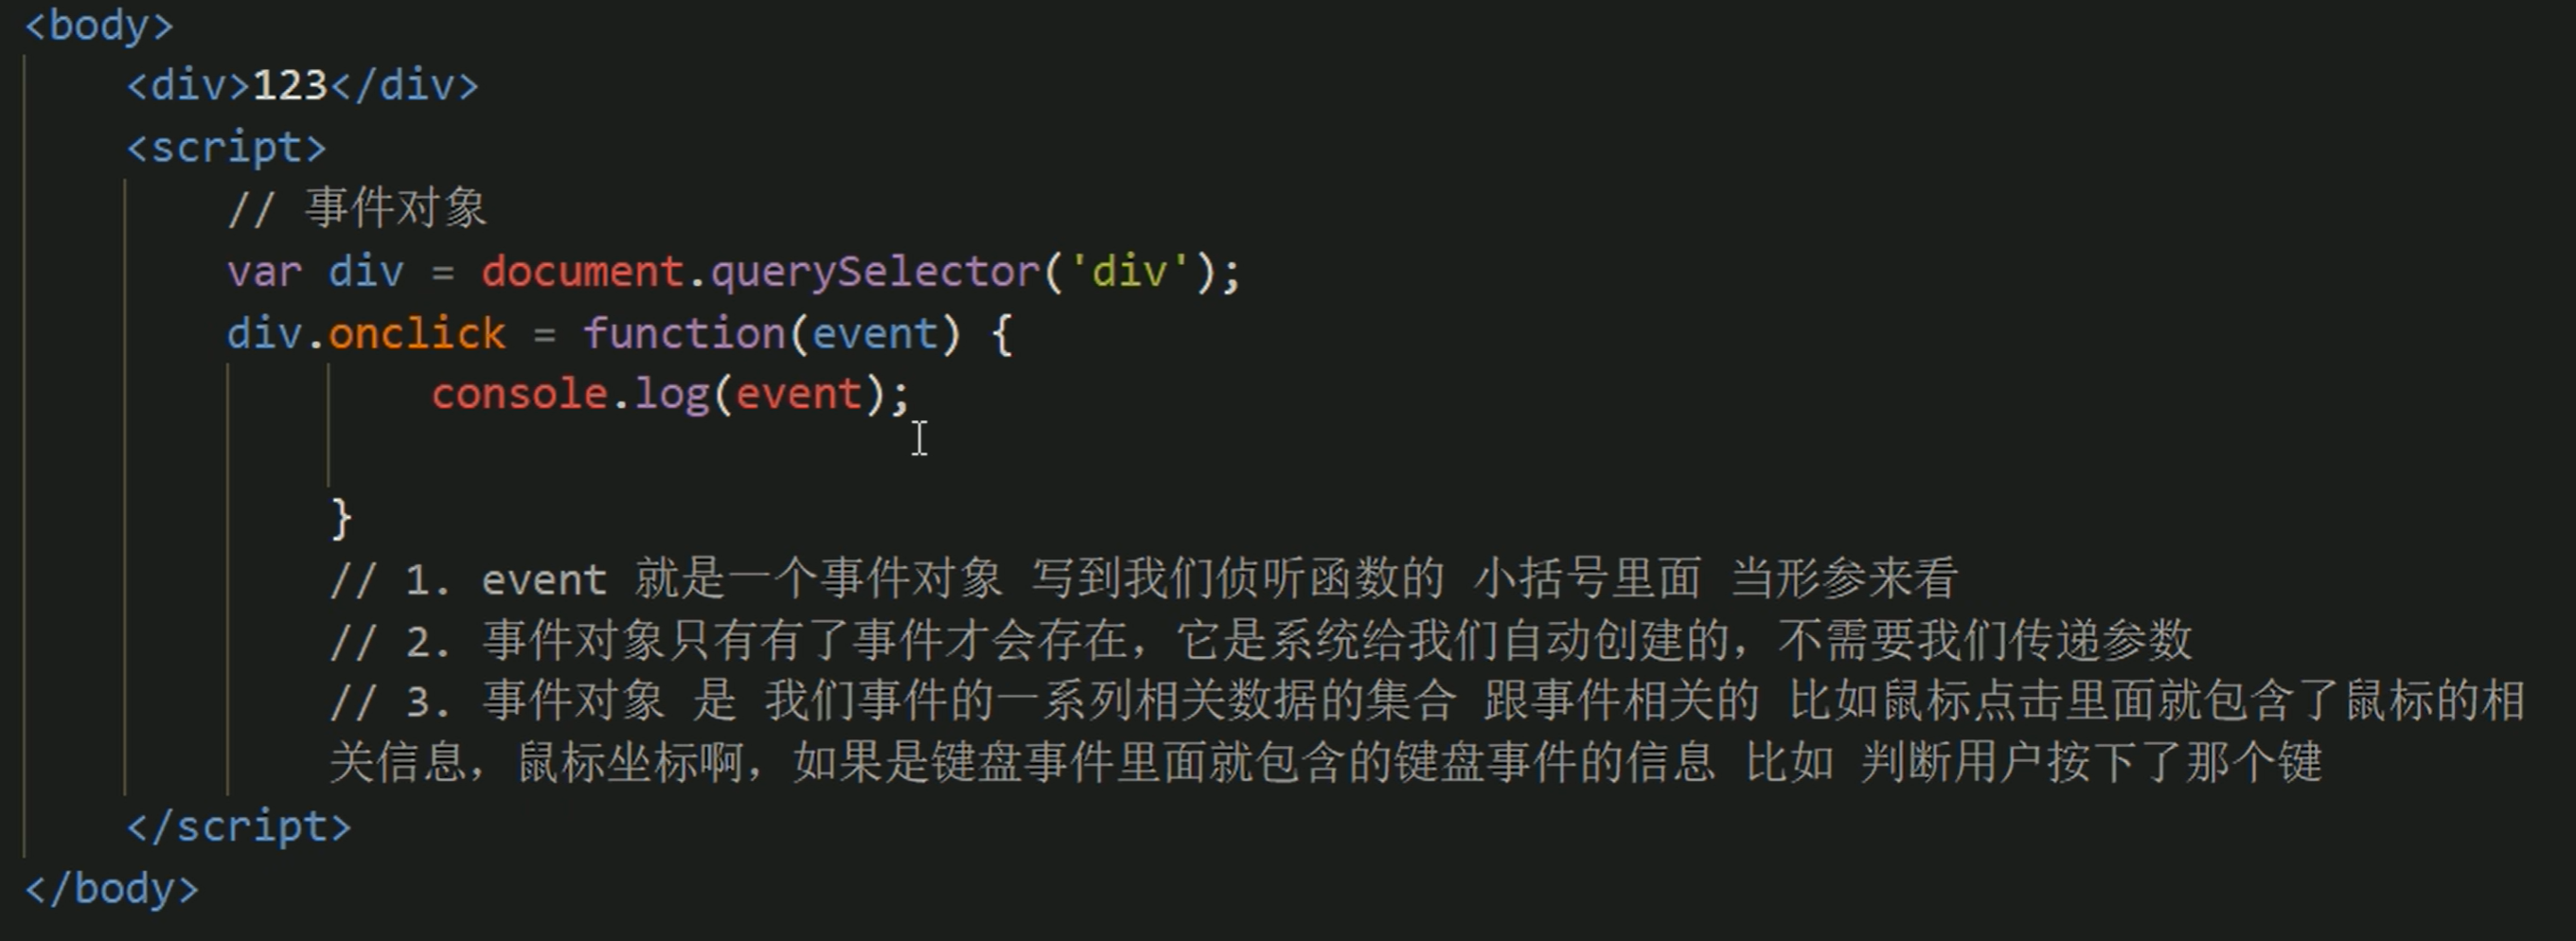 <body>
<div>123</div>
<script>
// 事件对象
var div = document.querySelector('div');
div.onclick = function(event) {
console.log(event);
}
// 1. event 就是一个事件对象 写到我们侦听函数的 小括号里面 当形参来看
// 2. 事件对象只有有了事件才会存在，它是系统给我们自动创建的，不需要我们传递参数
// 3. 事件对象 是 我们事件的一系列相关数据的集合 跟事件相关的 比如鼠标点击里面就包含了鼠标的相
关信息，鼠标坐标啊，如果是键盘事件里面就包含的键盘事件的信息 比如 判断用户按下了那个键
</script>
</body>